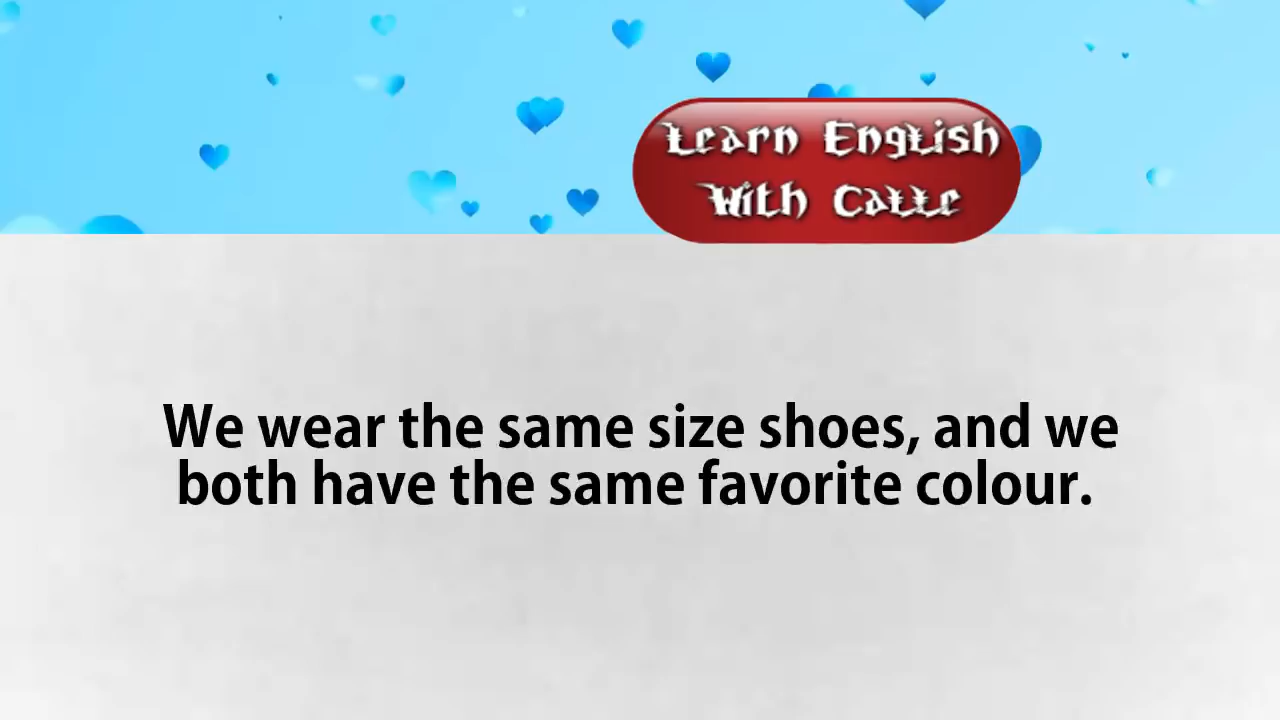 Learn English
With Catte
We wear the same size shoes, and we
both have the same favorite colour.